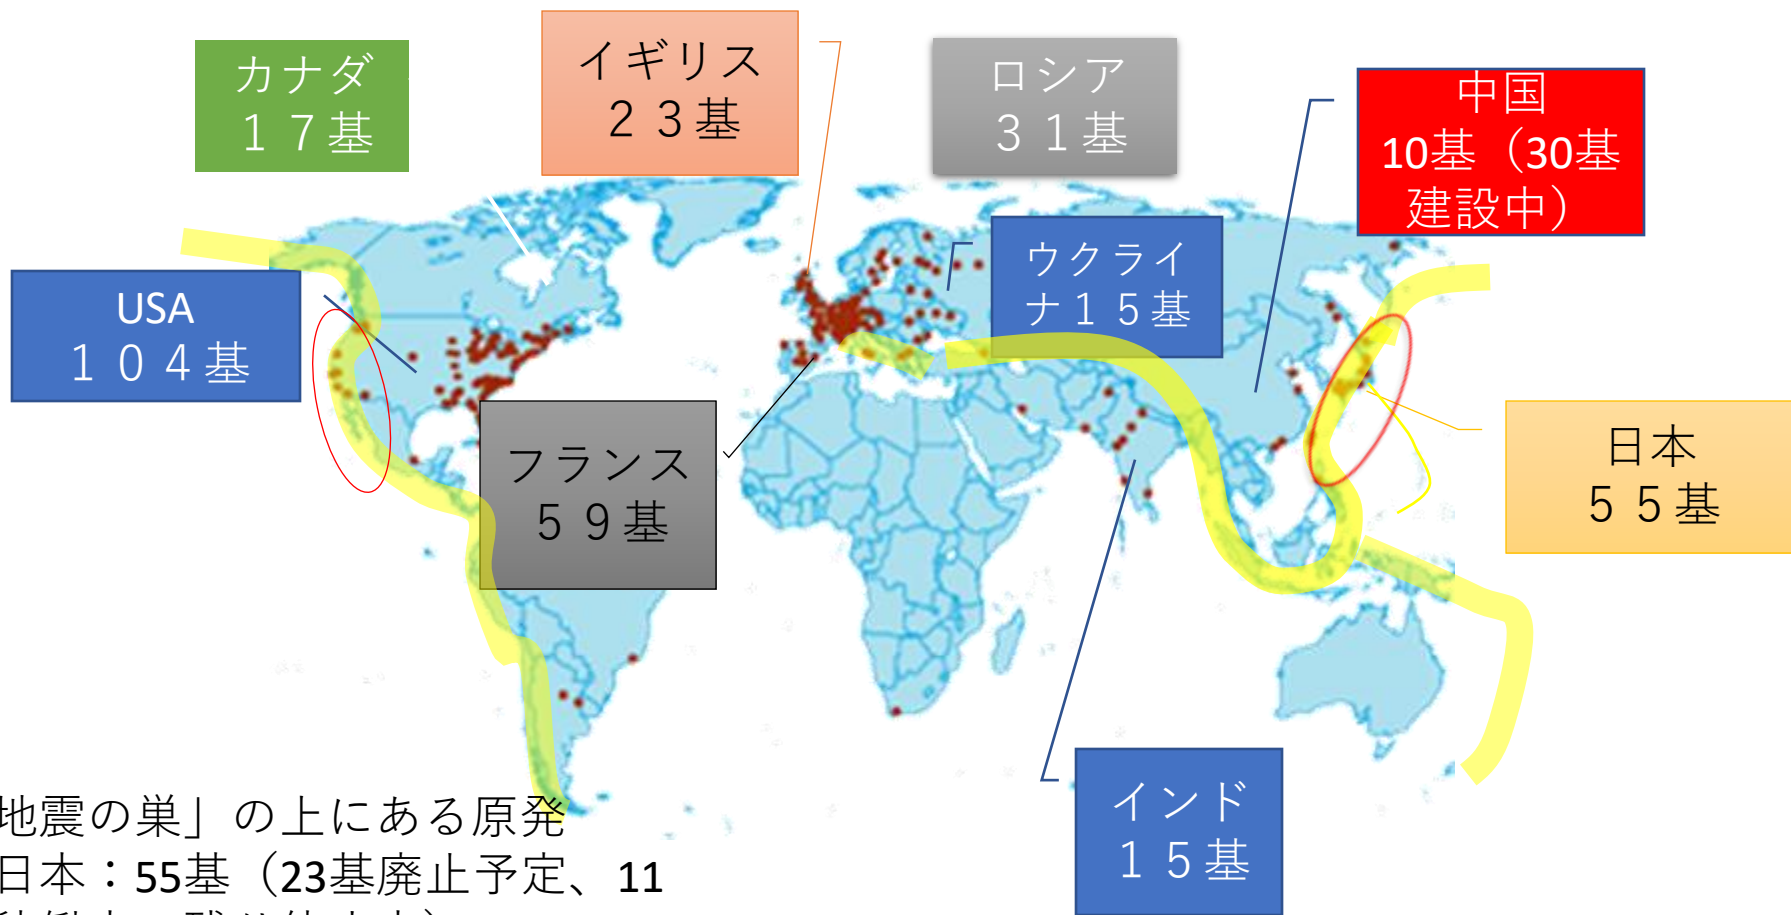 カナダ
１７基
イギリス
２３基
ロシア
３１基
中国
10基（30基
建設中）
USA
１０４基
ウクライ
ナ１５基
フランス
５９基
日本
５５基
インド
１５基
地震の巣」の上にある原発
日本：55基（23基廃止予定、11